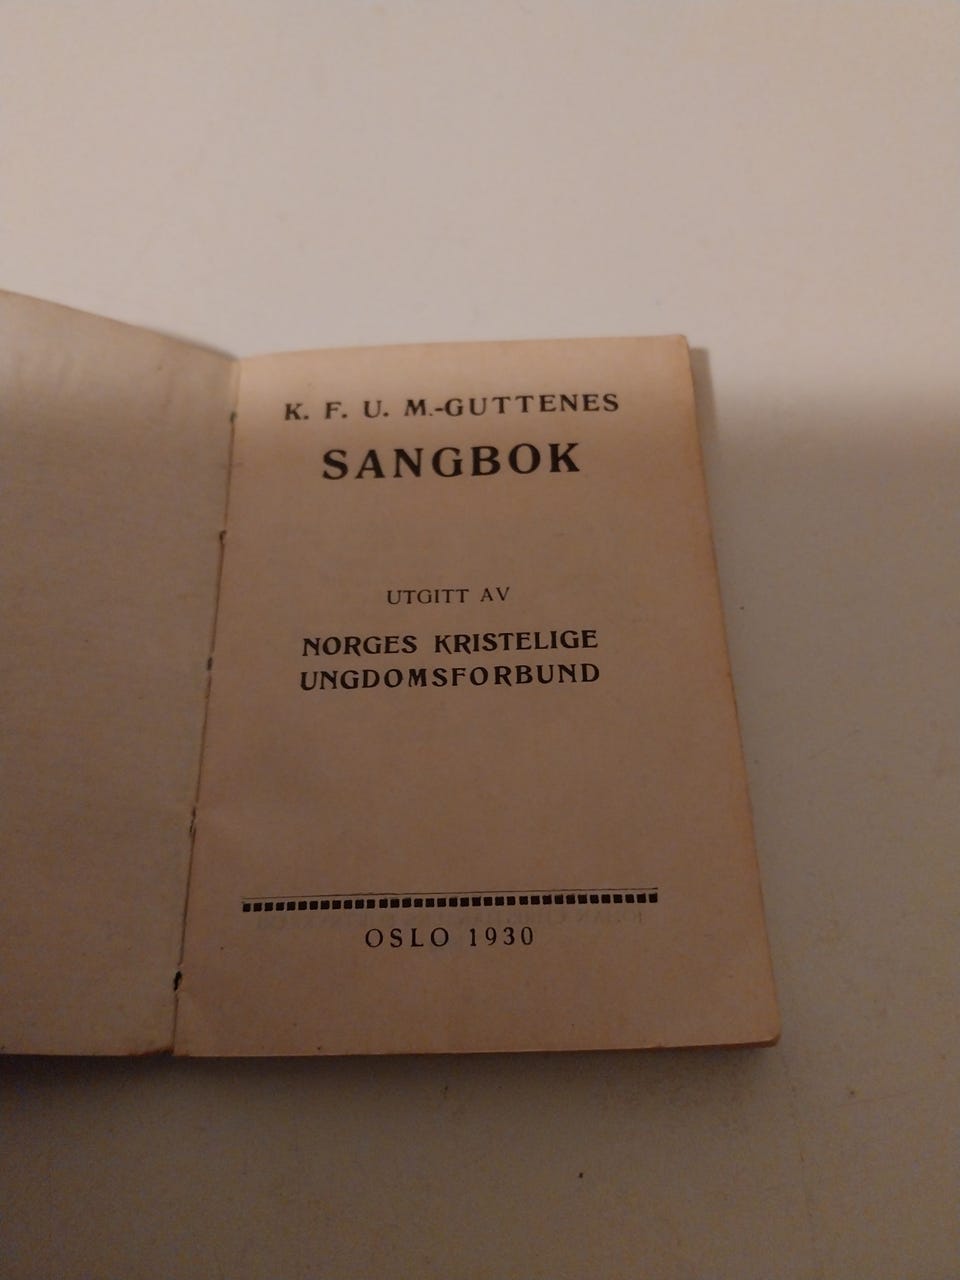 K. F. U. M.-GUTTENES
SANGBOK
UTGITT AV
NORGES KRISTELIGE
UNGDOMSFORBUND
OSLO 1930